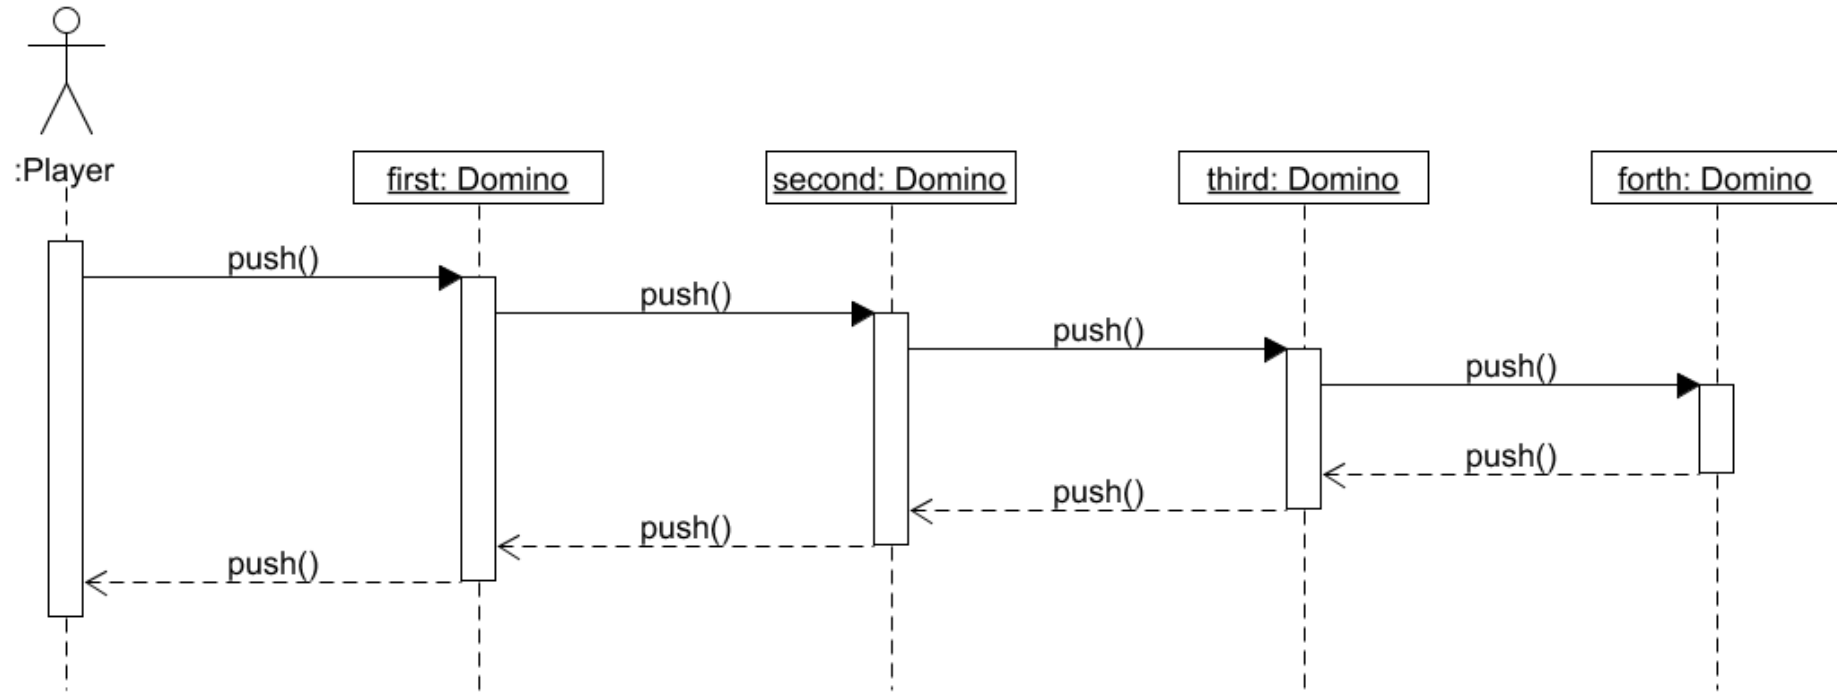 :Player
first: Domino
second: Domino
third: Domino
forth: Domino
push()
push()
push()
push()
push()
push()
push()
push()